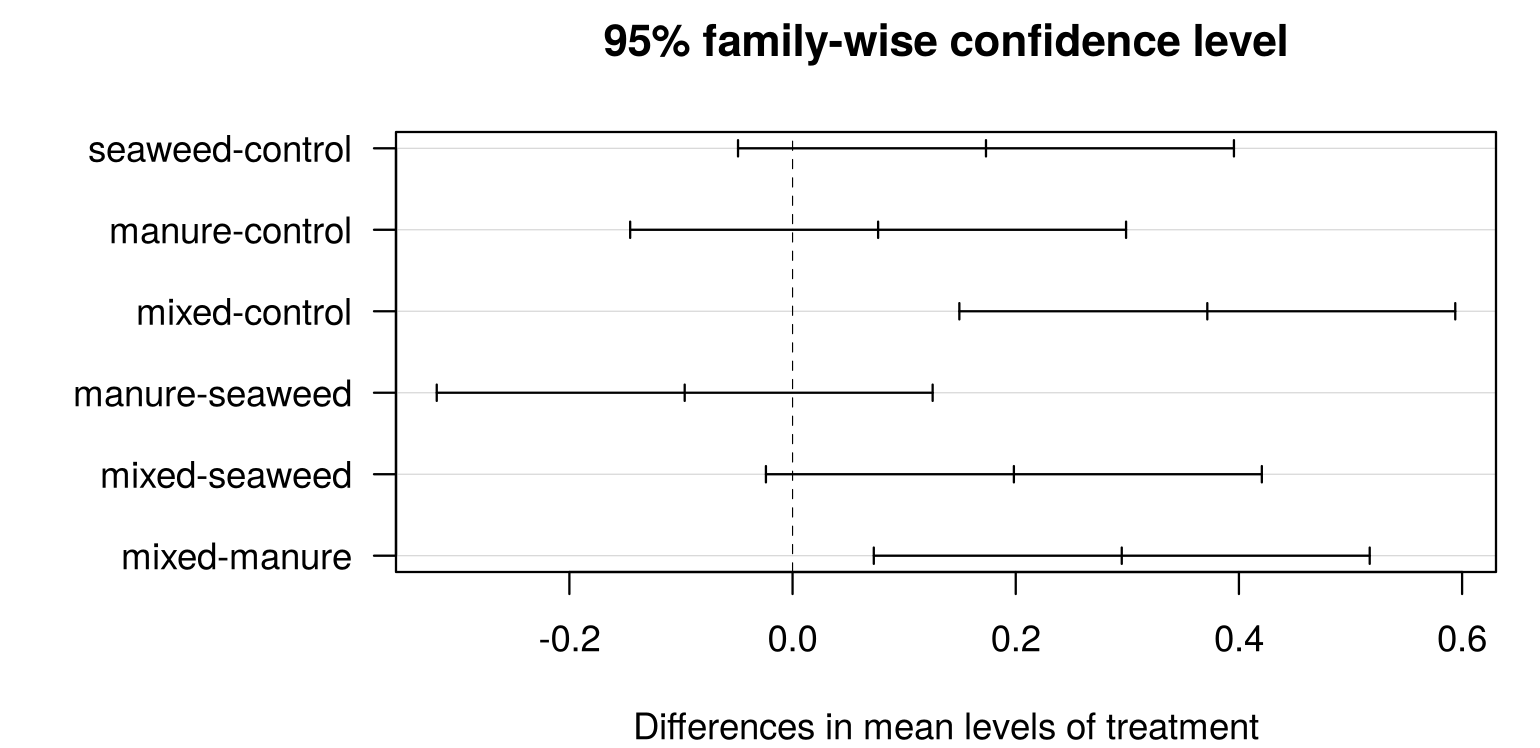 95% family-wise confidence level
seaweed-control
manure-control
mixed-control
manure-seaweed
mixed-seaweed
mixed-manure
-0.2 0.0 0.2 0.4 0.6
Differences in mean levels of treatment